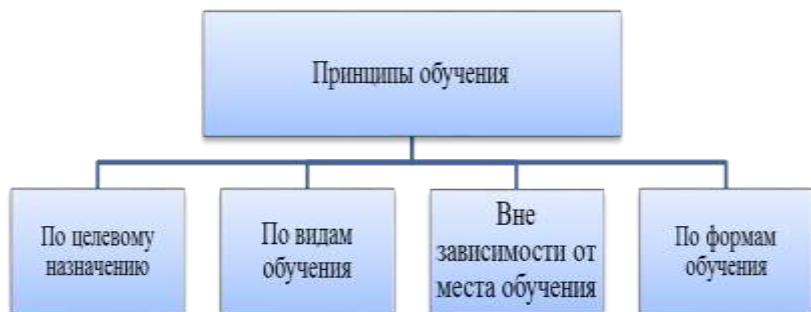 Принципы обучения
По целевому
назначению
По видам
обучения
Вне
зависимости от
места обучения
По формам
обучения